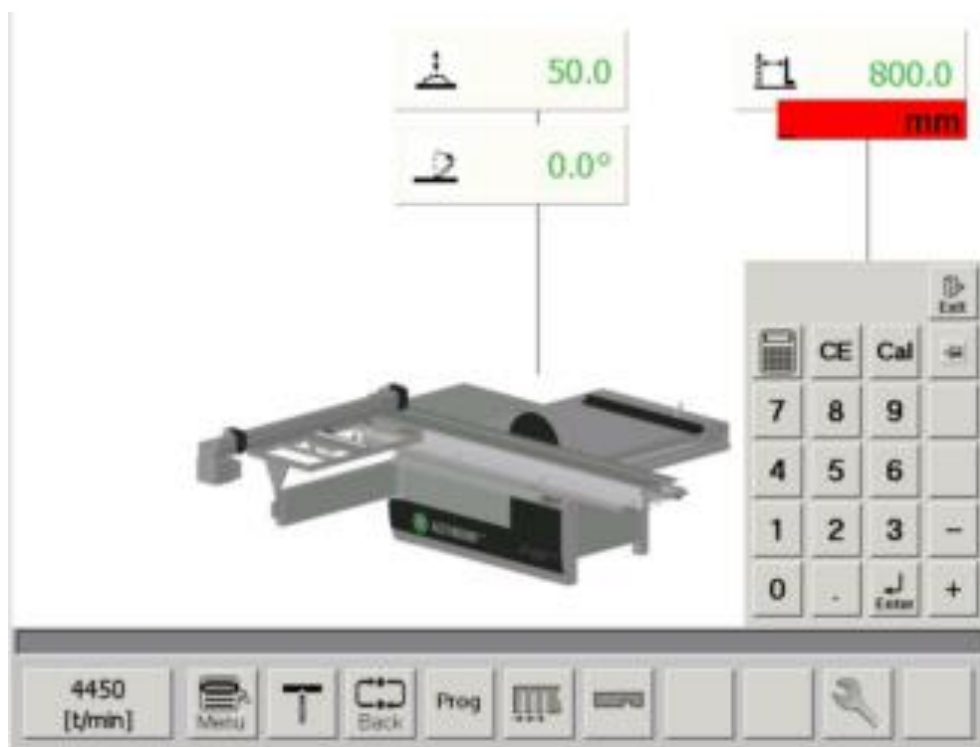 50.0
800.0
mm
0.0°
Exit
CE Cal
7 8 9
4 5 6
1 2 3 -
0 . Enter +
4450
[t/min]
Menu
Back
Prog